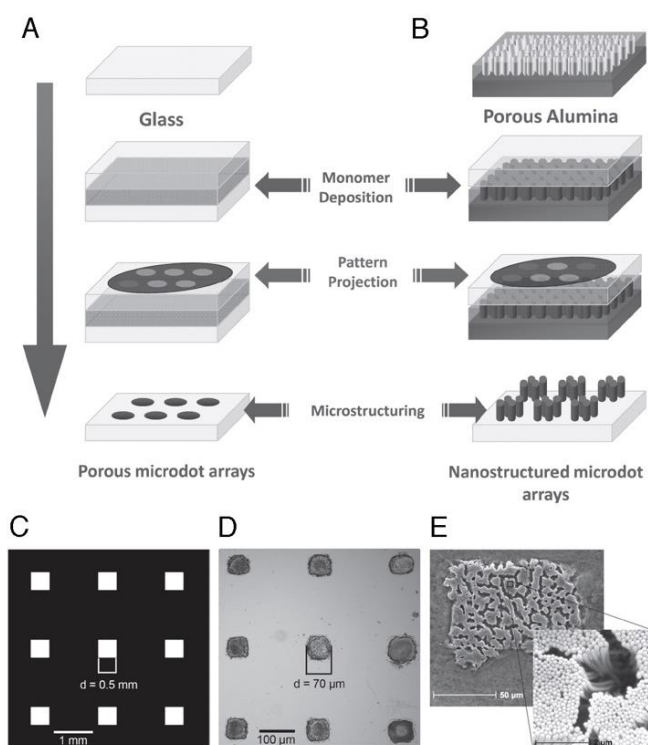 A
B
Glass
Porous Alumina
Monomer
Deposition
Pattern
Projection
Microstructuring
Porous microdot arrays
Nanostructured microdot
arrays
C
D
E
d = 0.5 mm
1 mm
d = 70 µm
100 µm
50 µm